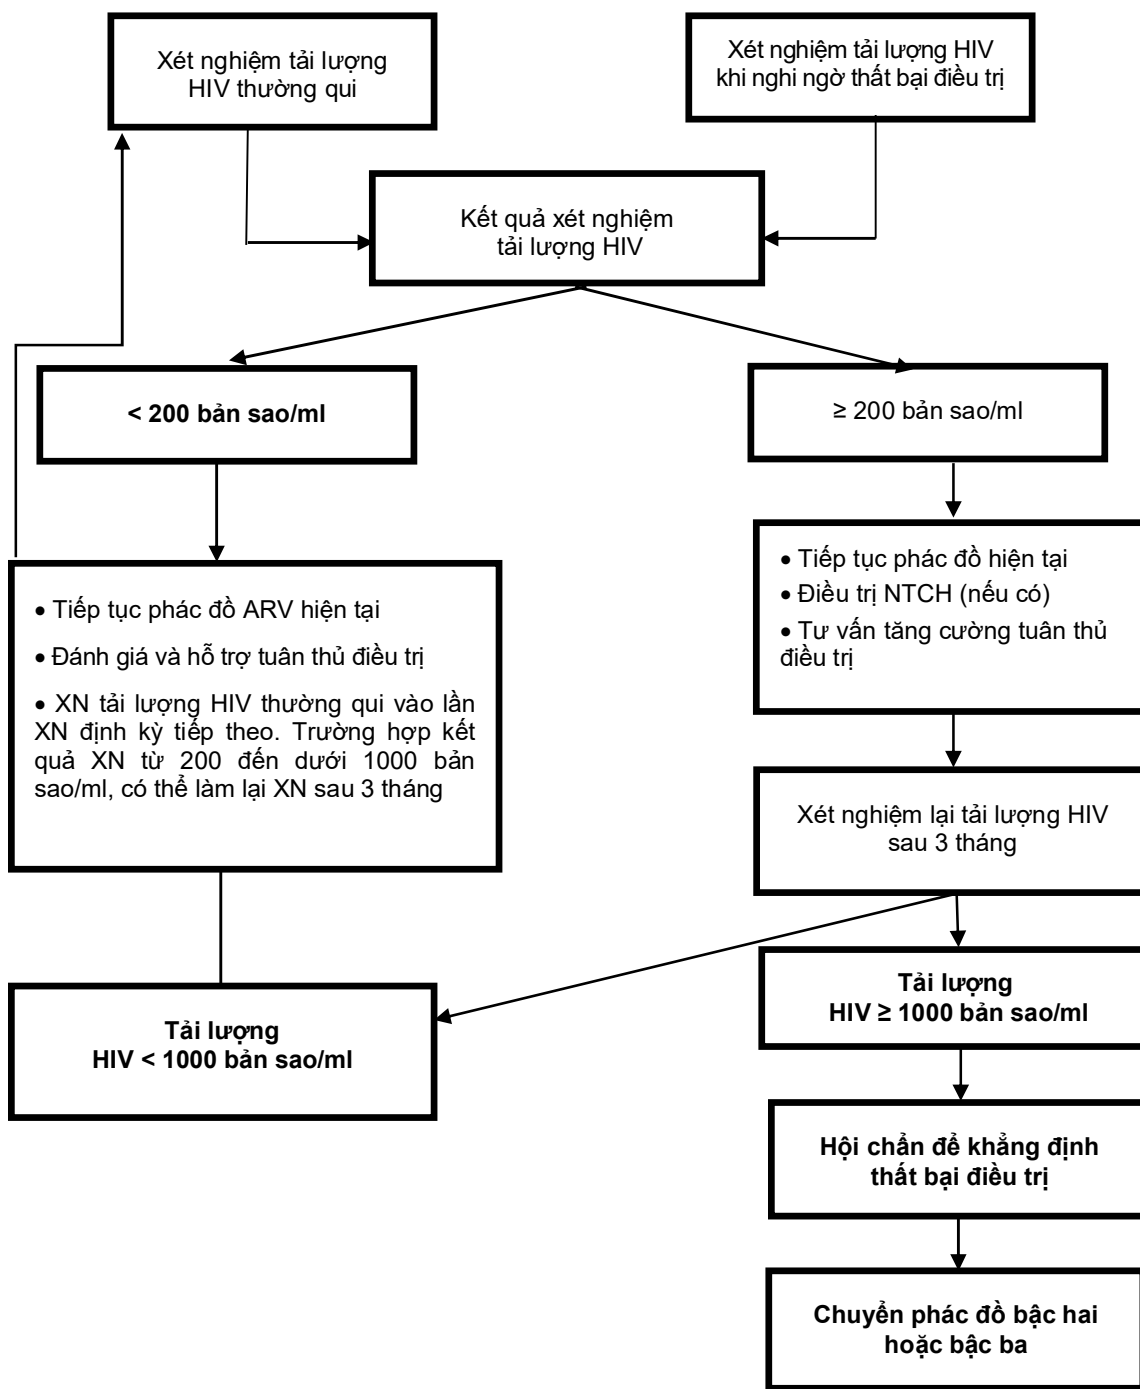 Xét nghiệm tải lượng
HIV thường qui
Xét nghiệm tải lượng HIV
khi nghi ngờ thất bại điều trị
Kết quả xét nghiệm
tải lượng HIV
< 200 bản sao/ml
≥ 200 bản sao/ml
• Tiếp tục phác đồ ARV hiện tại
• Đánh giá và hỗ trợ tuân thủ điều trị
• XN tải lượng HIV thường qui vào lần
XN định kỳ tiếp theo. Trường hợp kết
quả XN từ 200 đến dưới 1000 bản
sao/ml, có thể làm lại XN sau 3 tháng
• Tiếp tục phác đồ hiện tại
• Điều trị NTCH (nếu có)
• Tư vấn tăng cường tuân thủ
điều trị
Xét nghiệm lại tải lượng HIV
sau 3 tháng
Tải lượng
HIV < 1000 bản sao/ml
Tải lượng
HIV ≥ 1000 bản sao/ml
Hội chẩn để khẳng định
thất bại điều trị
Chuyển phác đồ bậc hai
hoặc bậc ba